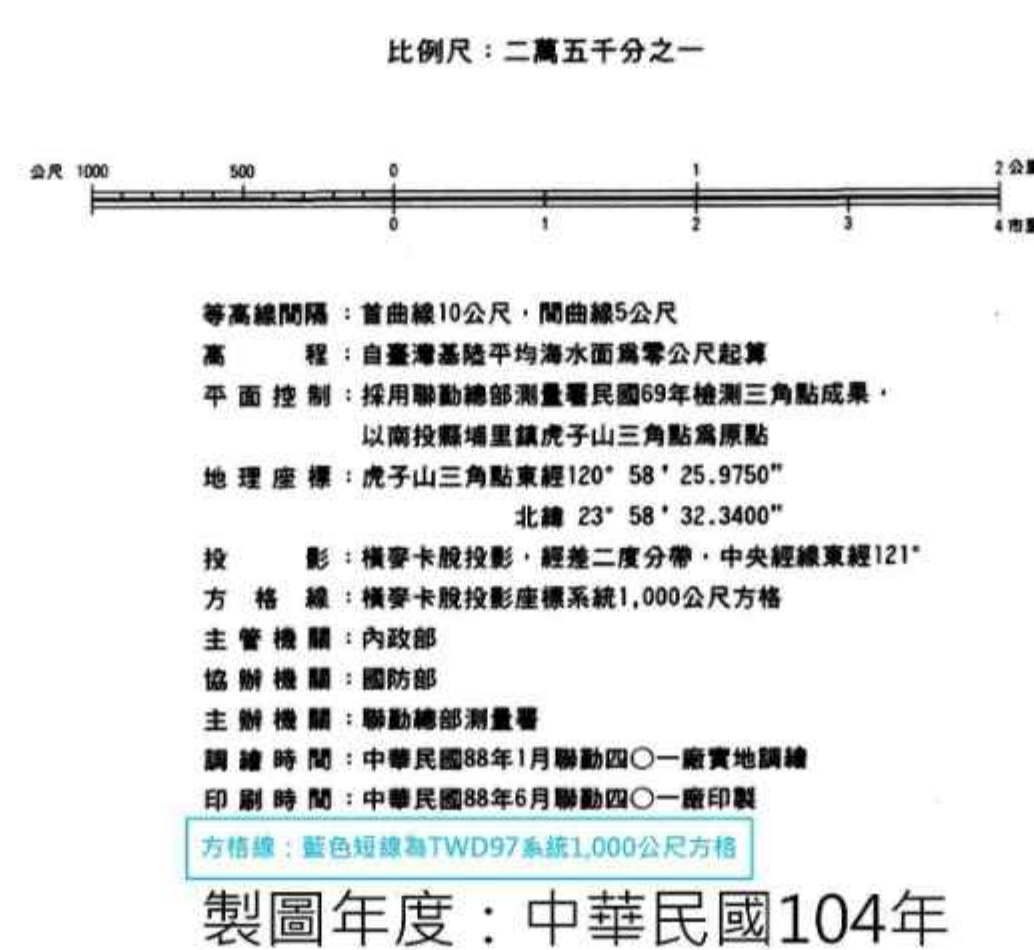 比例尺：二萬五千分之一
公尺 1000 500 0 1 2 公里
0 1 2 3 4 市里
等高線間隔：首曲線10公尺，間曲線5公尺
高程：自臺灣基隆平均海水面為零公尺起算
平面控制：採用聯勤總部測量署民國69年檢測三角點成果，
以南投縣埔里鎮虎子山三角點為原點
地理座標：虎子山三角點東經120° 58' 25.9750"
北緯 23° 58' 32.3400"
投影：橫麥卡脫投影，經差二度分帶，中央經線東經121°
方格線：橫麥卡脫投影座標系統1,000公尺方格
主管機關：內政部
協辦機關：國防部
主辦機關：聯勤總部測量署
調繪時間：中華民國88年1月聯勤四〇一廠實地調繪
印刷時間：中華民國88年6月聯勤四〇一廠印製
方格線：藍色短線為TWD97系統1,000公尺方格
製圖年度：中華民國104年